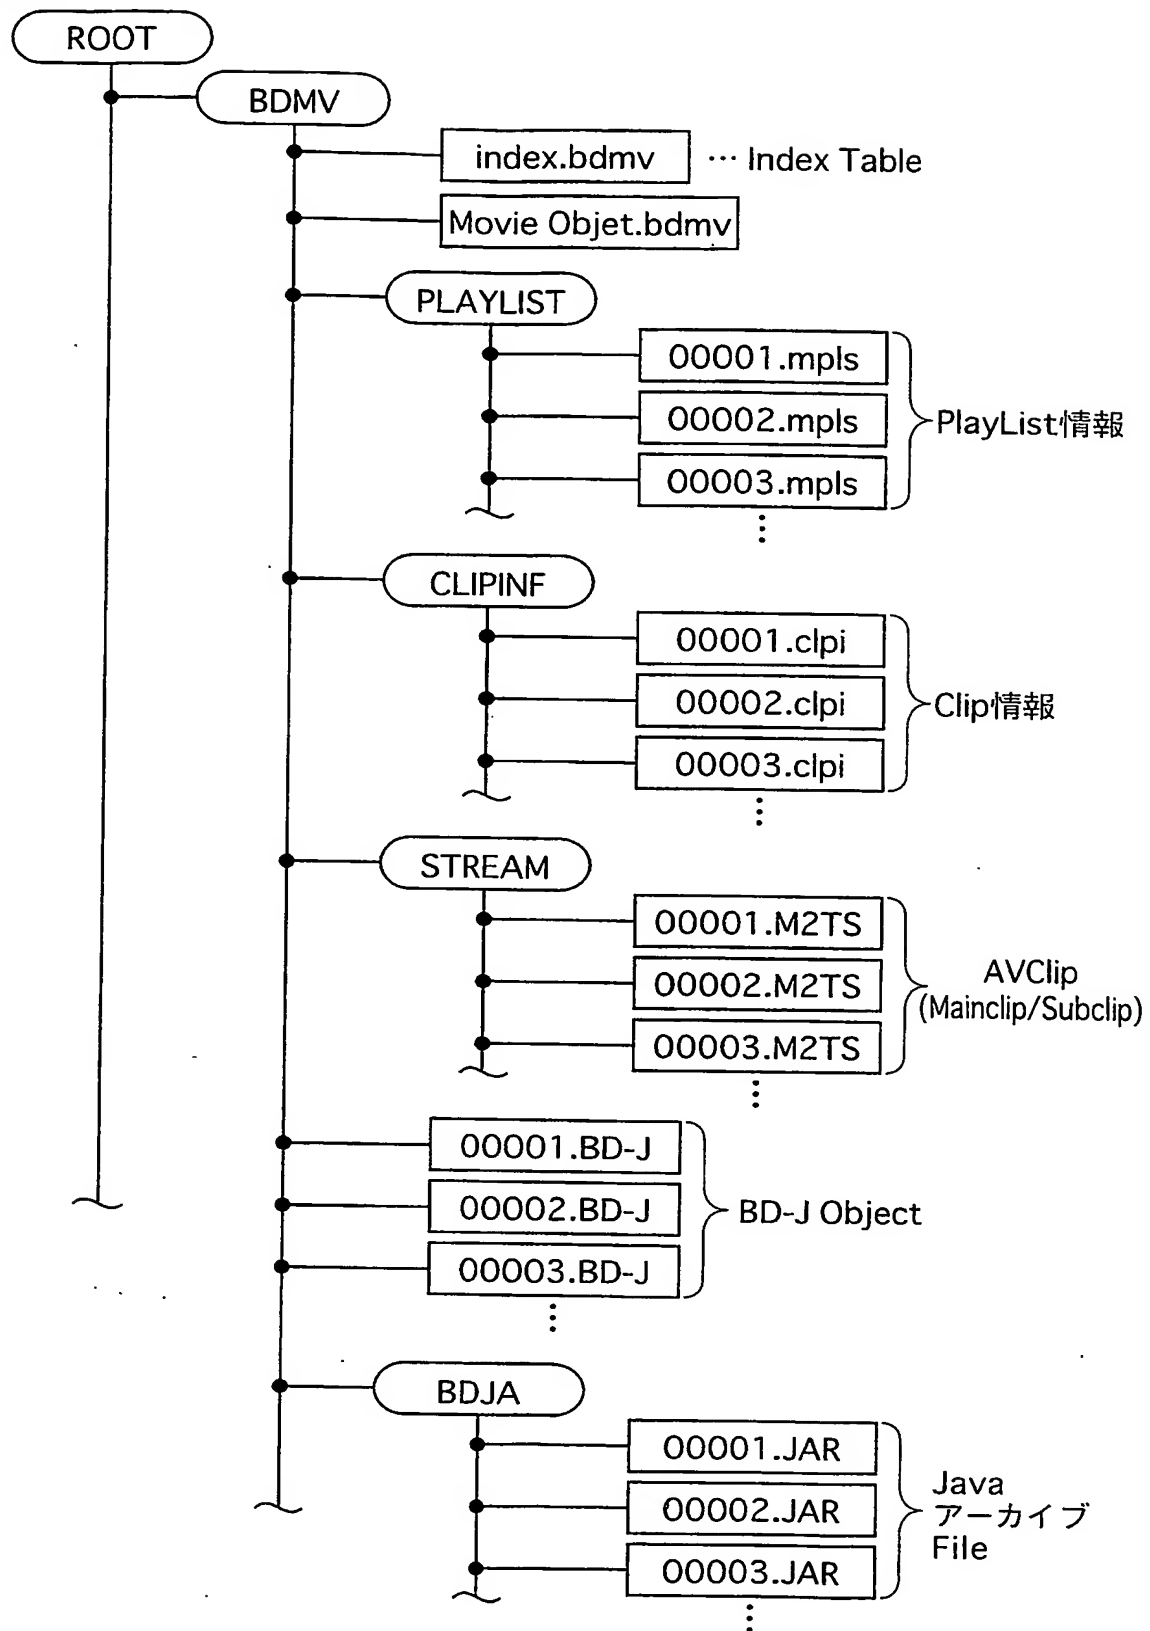 ROOT
BDMV
index.bdmv … Index Table
Movie Objet.bdmv
PLAYLIST
00001.mpls
00002.mpls
PlayList情報
00003.mpls
⋮
CLIPINF
00001.clpi
00002.clpi
Clip情報
00003.clpi
⋮
STREAM
00001.M2TS
00002.M2TS
AVClip
(Mainclip/Subclip)
00003.M2TS
⋮
00001.BD-J
00002.BD-J
BD-J Object
00003.BD-J
⋮
BDJA
00001.JAR
00002.JAR
Java
アーカイブ
File
00003.JAR
⋮